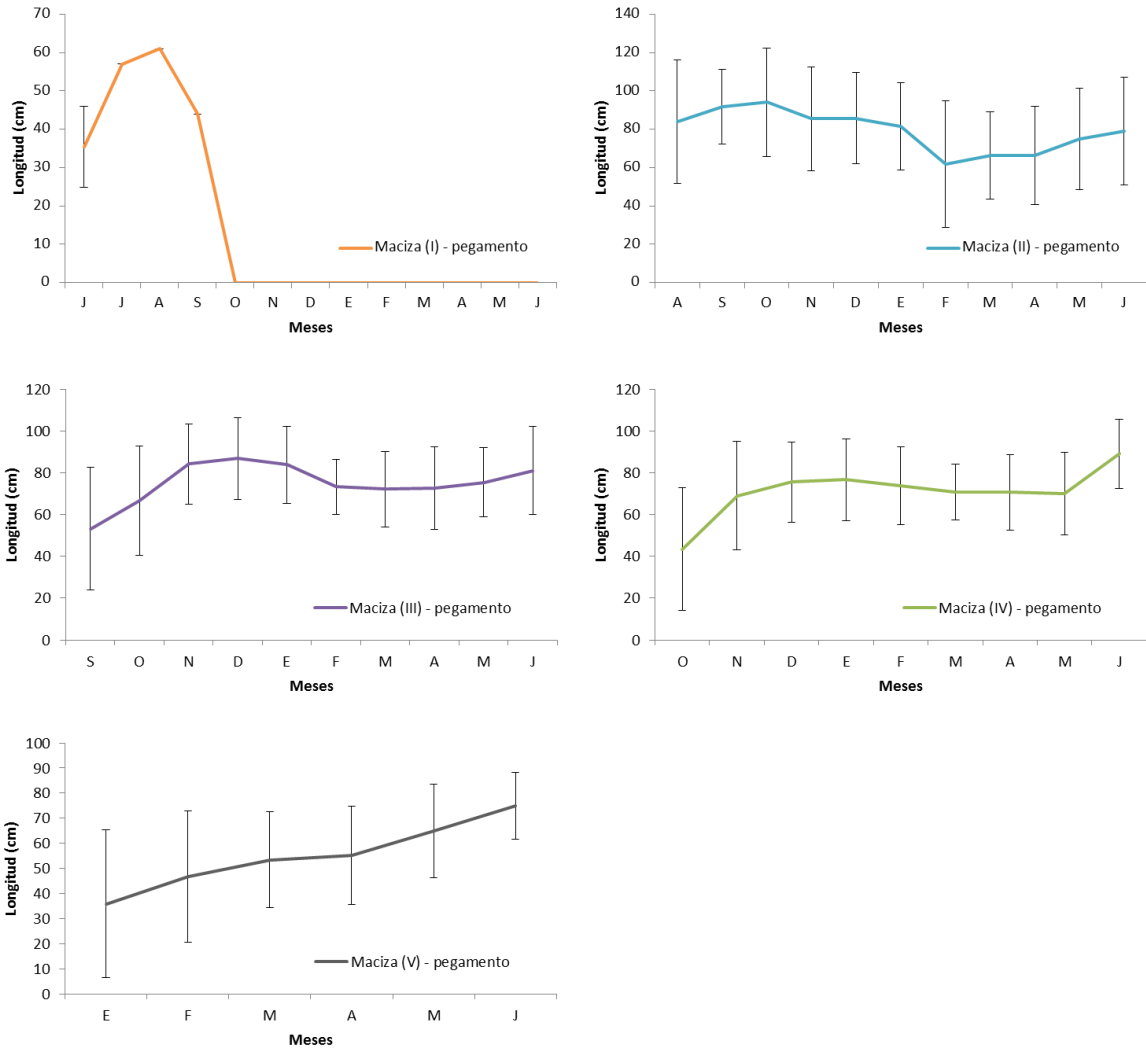 70
60
50
40
30
20
10
0
Longitud (cm)
Maciza (I) - pegamento
J J A S O N D E F M A M J
Meses
140
120
100
80
60
40
20
0
Longitud (cm)
Maciza (II) - pegamento
A S O N D E F M A M J
Meses
120
100
80
60
40
20
0
Longitud (cm)
Maciza (III) - pegamento
S O N D E F M A M J
Meses
120
100
80
60
40
20
0
Longitud (cm)
Maciza (IV) - pegamento
O N D E F M A M J
Meses
100
90
80
70
60
50
40
30
20
10
0
Longitud (cm)
Maciza (V) - pegamento
E F M A M J
Meses